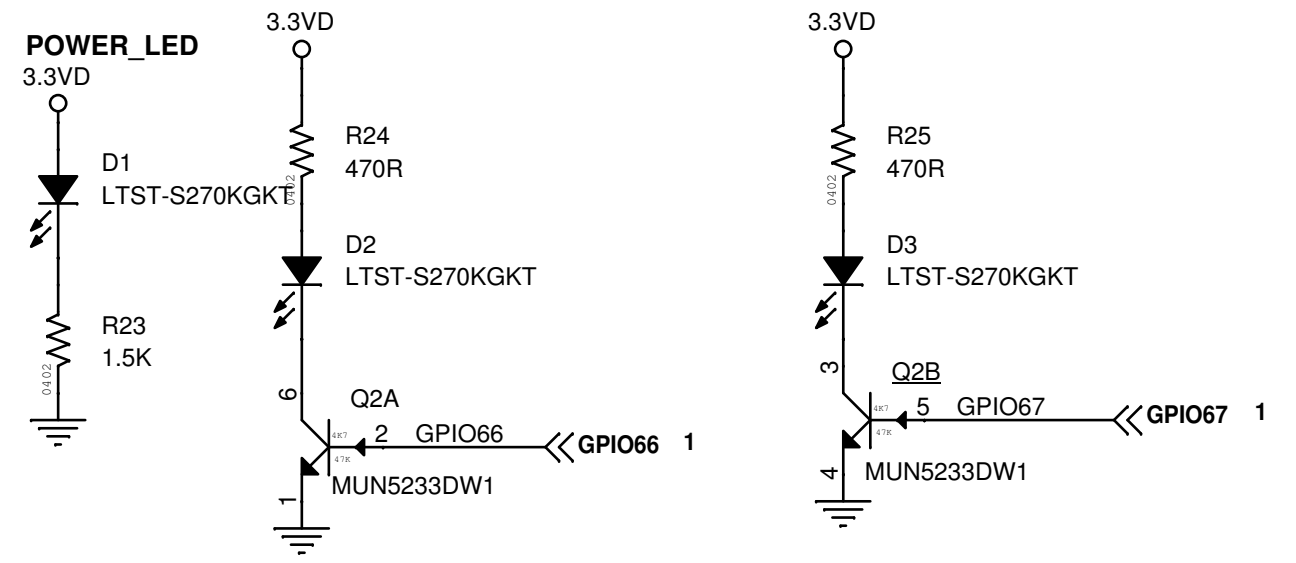 POWER_LED
3.3VD
D1
LTST-S270KGKT
R23
1.5K
0402
3.3VD
R24
470R
0402
D2
LTST-S270KGKT
6
Q2A
4K7
47K
2
GPIO66
GPIO66
1
MUN5233DW1
1
3.3VD
R25
470R
0402
D3
LTST-S270KGKT
3
Q2B
4K7
47K
5
GPIO67
GPIO67
1
MUN5233DW1
4